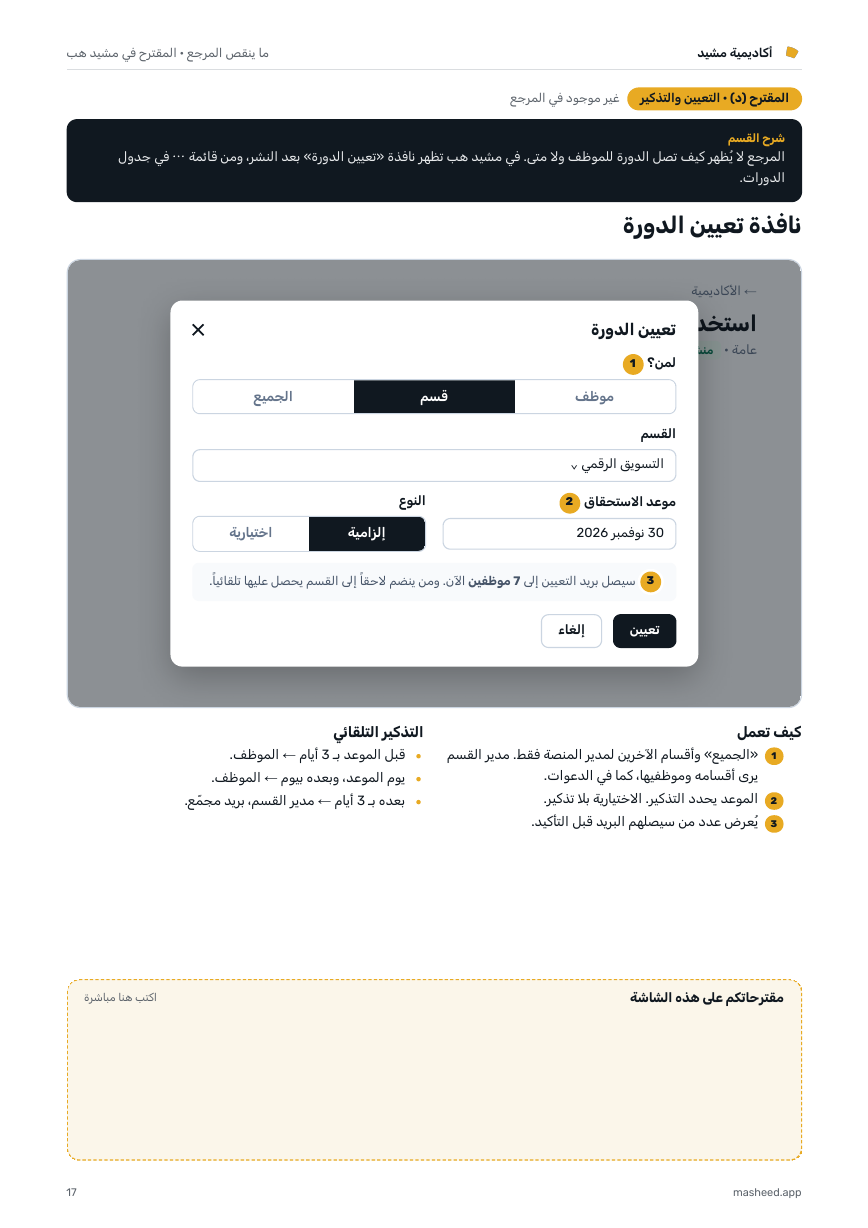 أكاديمية مشيد
ما ينقص المرجع • المقترح في مشيد هب
المقترح (د) • التعيين والتذكير
غير موجود في المرجع
شرح القسم
المرجع لا يُظهر كيف تصل الدورة للموظف ولا متى. في مشيد هب تظهر نافذة «تعيين الدورة» بعد النشر، ومن قائمة ⋯ في جدول
الدورات.
نافذة تعيين الدورة
← الأكاديمية
عامة •
تعيين الدورة
✕
لمن؟ 1
موظف
قسم
الجميع
القسم
التسويق الرقمي ⌄
موعد الاستحقاق 2
النوع
30 نوفمبر 2026
إلزامية
اختيارية
3 سيصل بريد التعيين إلى 7 موظفين الآن. ومن ينضم لاحقاً إلى القسم يحصل عليها تلقائياً.
تعيين
إلغاء
كيف تعمل
1 «الجميع» وأقسام الآخرين لمدير المنصة فقط. مدير القسم
يرى أقسامه وموظفيها، كما في الدعوات.
2 الموعد يحدد التذكير. الاختيارية بلا تذكير.
3 يُعرض عدد من سيصلهم البريد قبل التأكيد.
التذكير التلقائي
• قبل الموعد بـ 3 أيام ← الموظف.
• يوم الموعد، وبعده بيوم ← الموظف.
• بعده بـ 3 أيام ← مدير القسم، بريد مجمّع.
مقترحاتكم على هذه الشاشة
اكتب هنا مباشرة
masheed.app
17